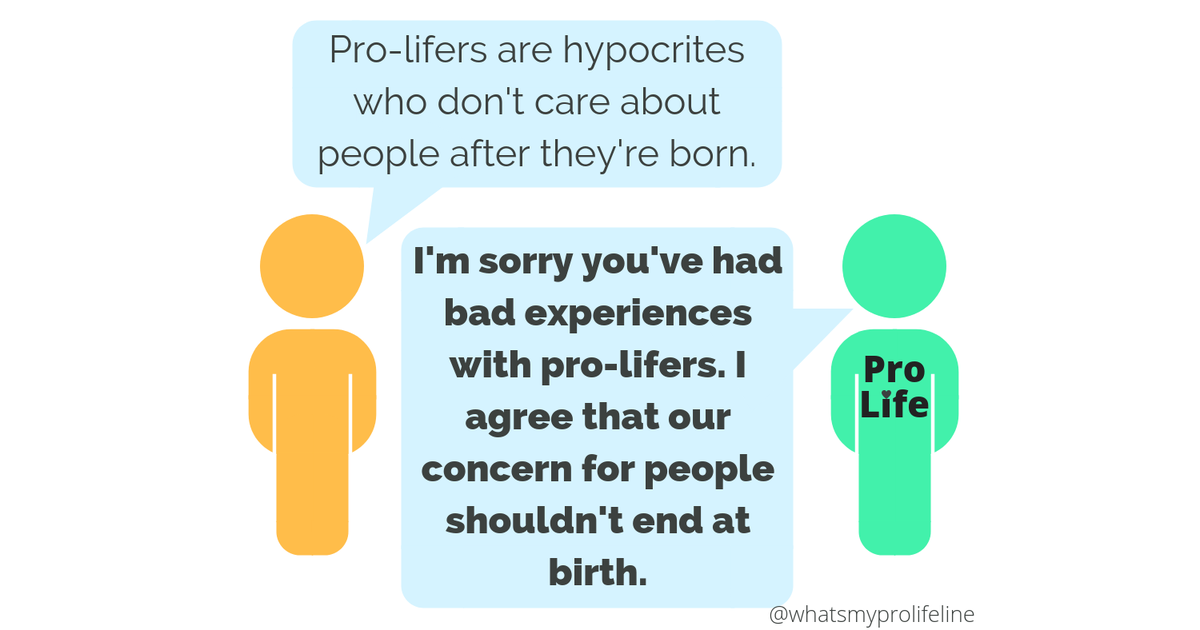 Pro-lifers are hypocrites
who don't care about
people after they're born.
I'm sorry you've had
bad experiences
with pro-lifers. I
agree that our
concern for people
shouldn't end at
birth.
Pro
Life
@whatsmyprolifeline